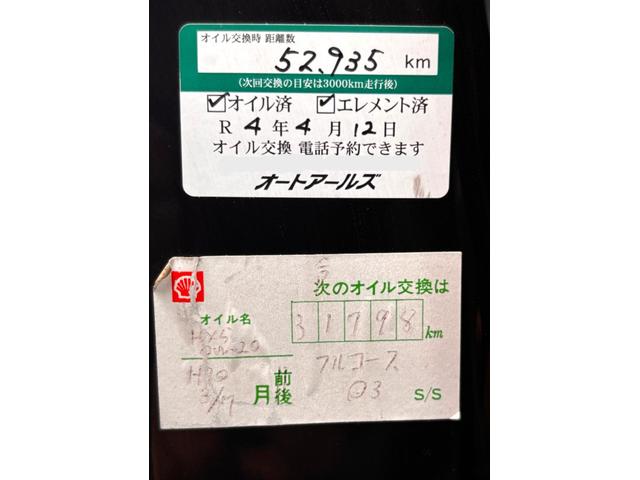 オイル交換時 距離数
52,935 km
(次回交換の目安は3000km走行後)
☑オイル済 ☑エレメント済
R 4 年 4 月 12 日
オイル交換 電話予約できます
オートアールズ
次のオイル交換は
オイル名
31798 km
フルコース
月 前後
03 S/S